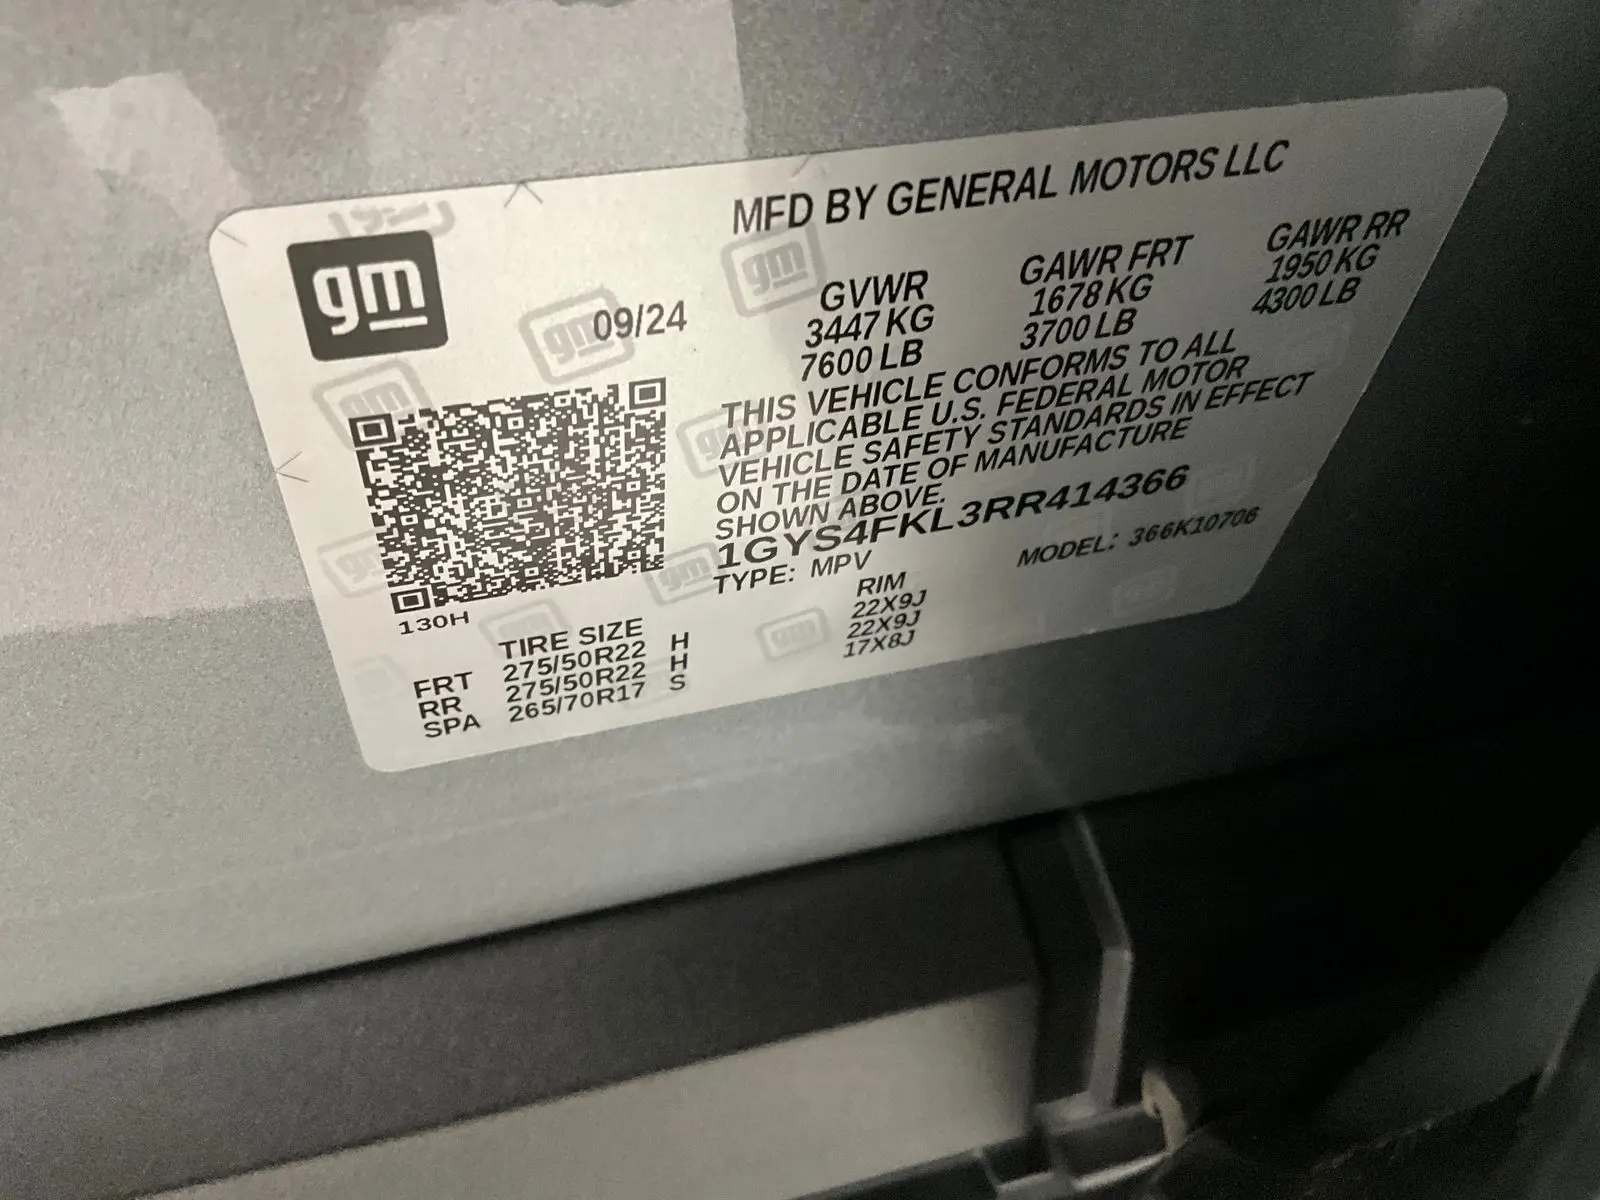 MFD BY GENERAL MOTORS LLC
gm
09/24
GVWR GAWR FRT GAWR RR
3447 KG 1678 KG 1950 KG
7600 LB 3700 LB 4300 LB
THIS VEHICLE CONFORMS TO ALL
APPLICABLE U.S. FEDERAL MOTOR
VEHICLE SAFETY STANDARDS IN EFFECT
ON THE DATE OF MANUFACTURE
SHOWN ABOVE.
1GYS4FKL3RR414366
TYPE: MPV MODEL: 366K10706
130H
TIRE SIZE RIM
FRT 275/50R22 H 22X9J
RR 275/50R22 H 22X9J
SPA 265/70R17 S 17X8J